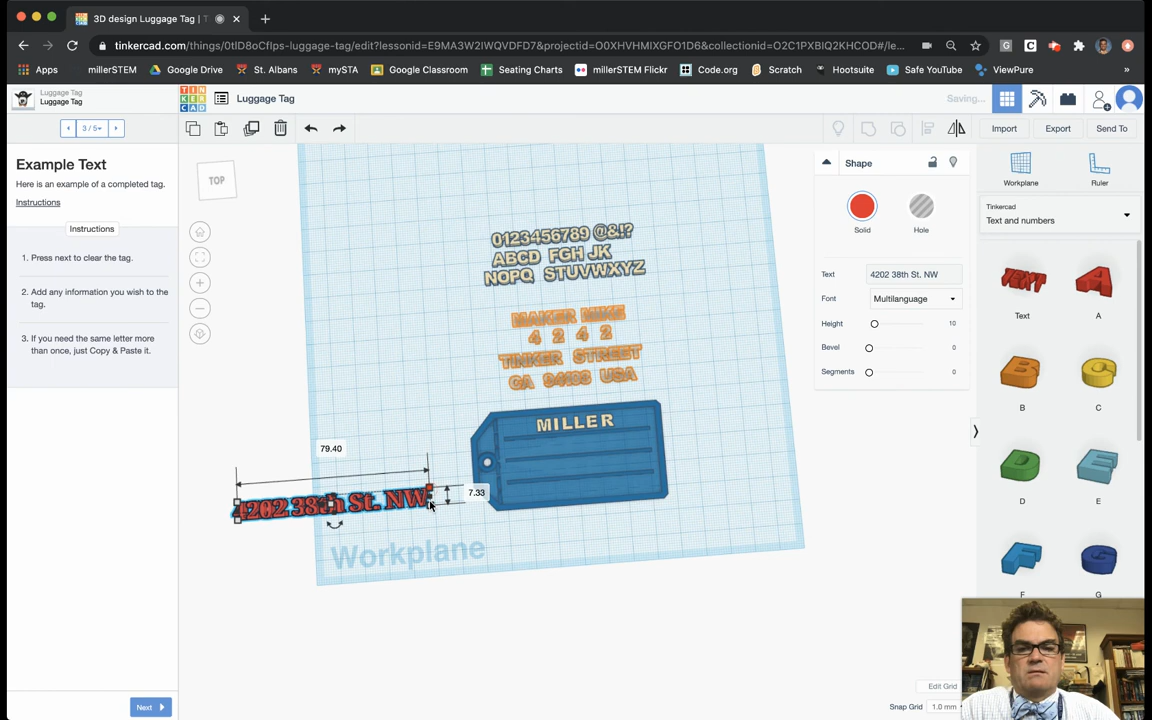 3D design Luggage Tag | T
tinkercad.com/things/0tlD8oCfIps-luggage-tag/edit?lessonid=E9MA3W2IWQVDFD7&projectid=O0XHVHMIXGFO1D6&collectionid=O2C1PXBIQ2KHCOD#/le...
Apps
millerSTEM
Google Drive
St. Albans
mySTA
Google Classroom
Seating Charts
millerSTEM Flickr
Code.org
Scratch
Hootsuite
Safe YouTube
ViewPure
»
Luggage Tag
Luggage Tag
TIN
KER
CAD
Luggage Tag
Saving...
3 / 5
Import
Export
Send To
Example Text
Here is an example of a completed tag.
Instructions
Instructions
1. Press next to clear the tag.
2. Add any information you wish to the
tag.
3. If you need the same letter more
than once, just Copy & Paste it.
Next
TOP
0123456789 @&!?
ABCD FGH JK
NOPQ STUVWXYZ
MAKER MIKE
4 2 4 2
TINKER STREET
USA
MILLER
79.40
7.33
4202 38th St. NW
Workplane
Shape
Solid
Hole
Text
4202 38th St. NW
Font
Multilanguage
Height
10
Bevel
0
Segments
0
Workplane
Ruler
Tinkercad
Text and numbers
TEXT
A
Text
A
B
C
B
C
D
E
D
E
F
G
F
G
Edit Grid
Snap Grid
1.0 mm